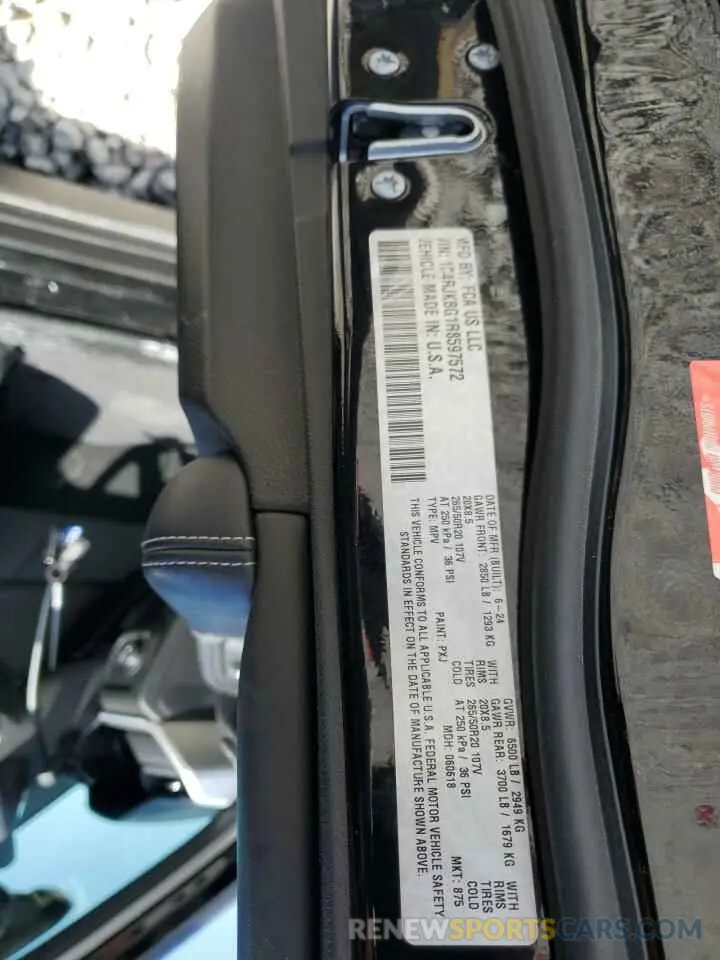 MFD BY: FCA US LLC
VIN: 1C4RJKBG1R8597572
VEHICLE MADE IN: U.S.A.
DATE OF MFR (BUILT): 6-24 GVWR: 6500 LB / 2949 KG
GAWR FRONT: 2850 LB / 1293 KG WITH GAWR REAR: 3700 LB / 1679 KG WITH
20X8.5 RIMS 20X8.5 RIMS
265/50R20 107V TIRES 265/50R20 107V TIRES
AT 250 kPa / 36 PSI COLD AT 250 kPa / 36 PSI COLD
TYPE: MPV PAINT: PXJ MDH: 060618 MKT: 875
THIS VEHICLE CONFORMS TO ALL APPLICABLE U.S.A. FEDERAL MOTOR VEHICLE SAFETY
STANDARDS IN EFFECT ON THE DATE OF MANUFACTURE SHOWN ABOVE.
RENEWSPORTSCARS.COM